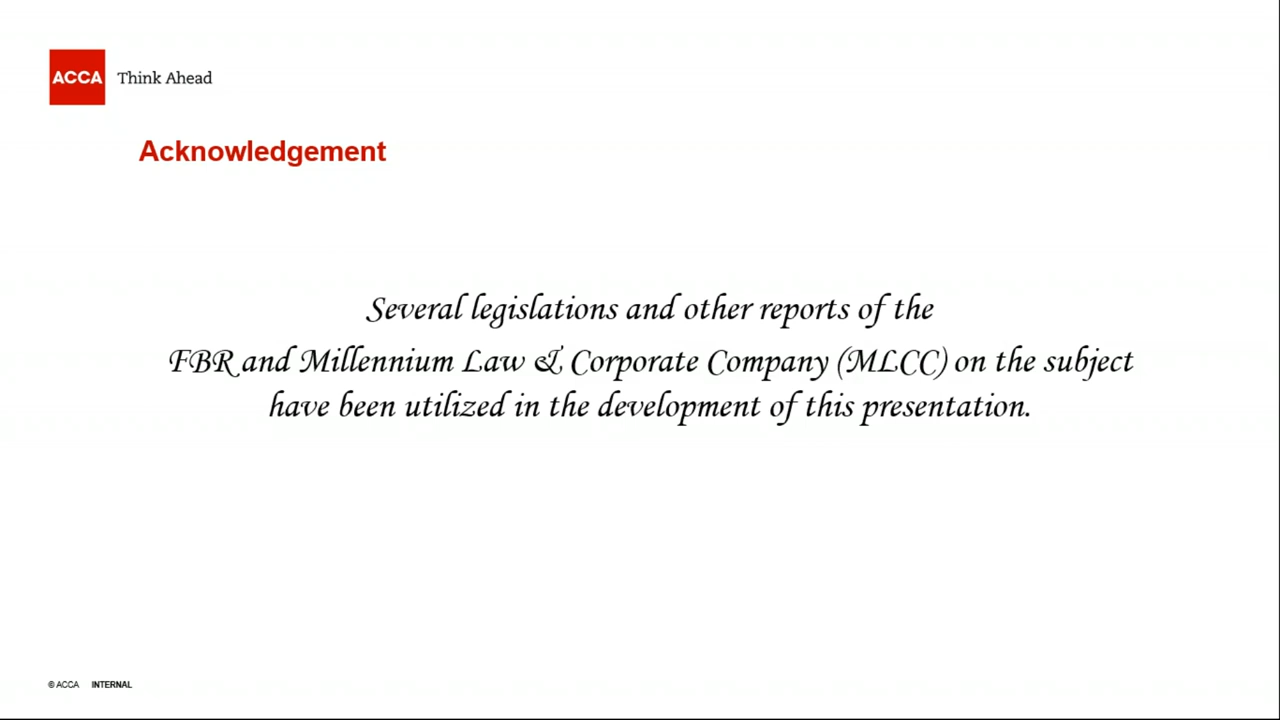 ACCA Think Ahead
Acknowledgement
Several legislations and other reports of the
FBR and Millennium Law & Corporate Company (MLCC) on the subject
have been utilized in the development of this presentation.
© ACCA INTERNAL